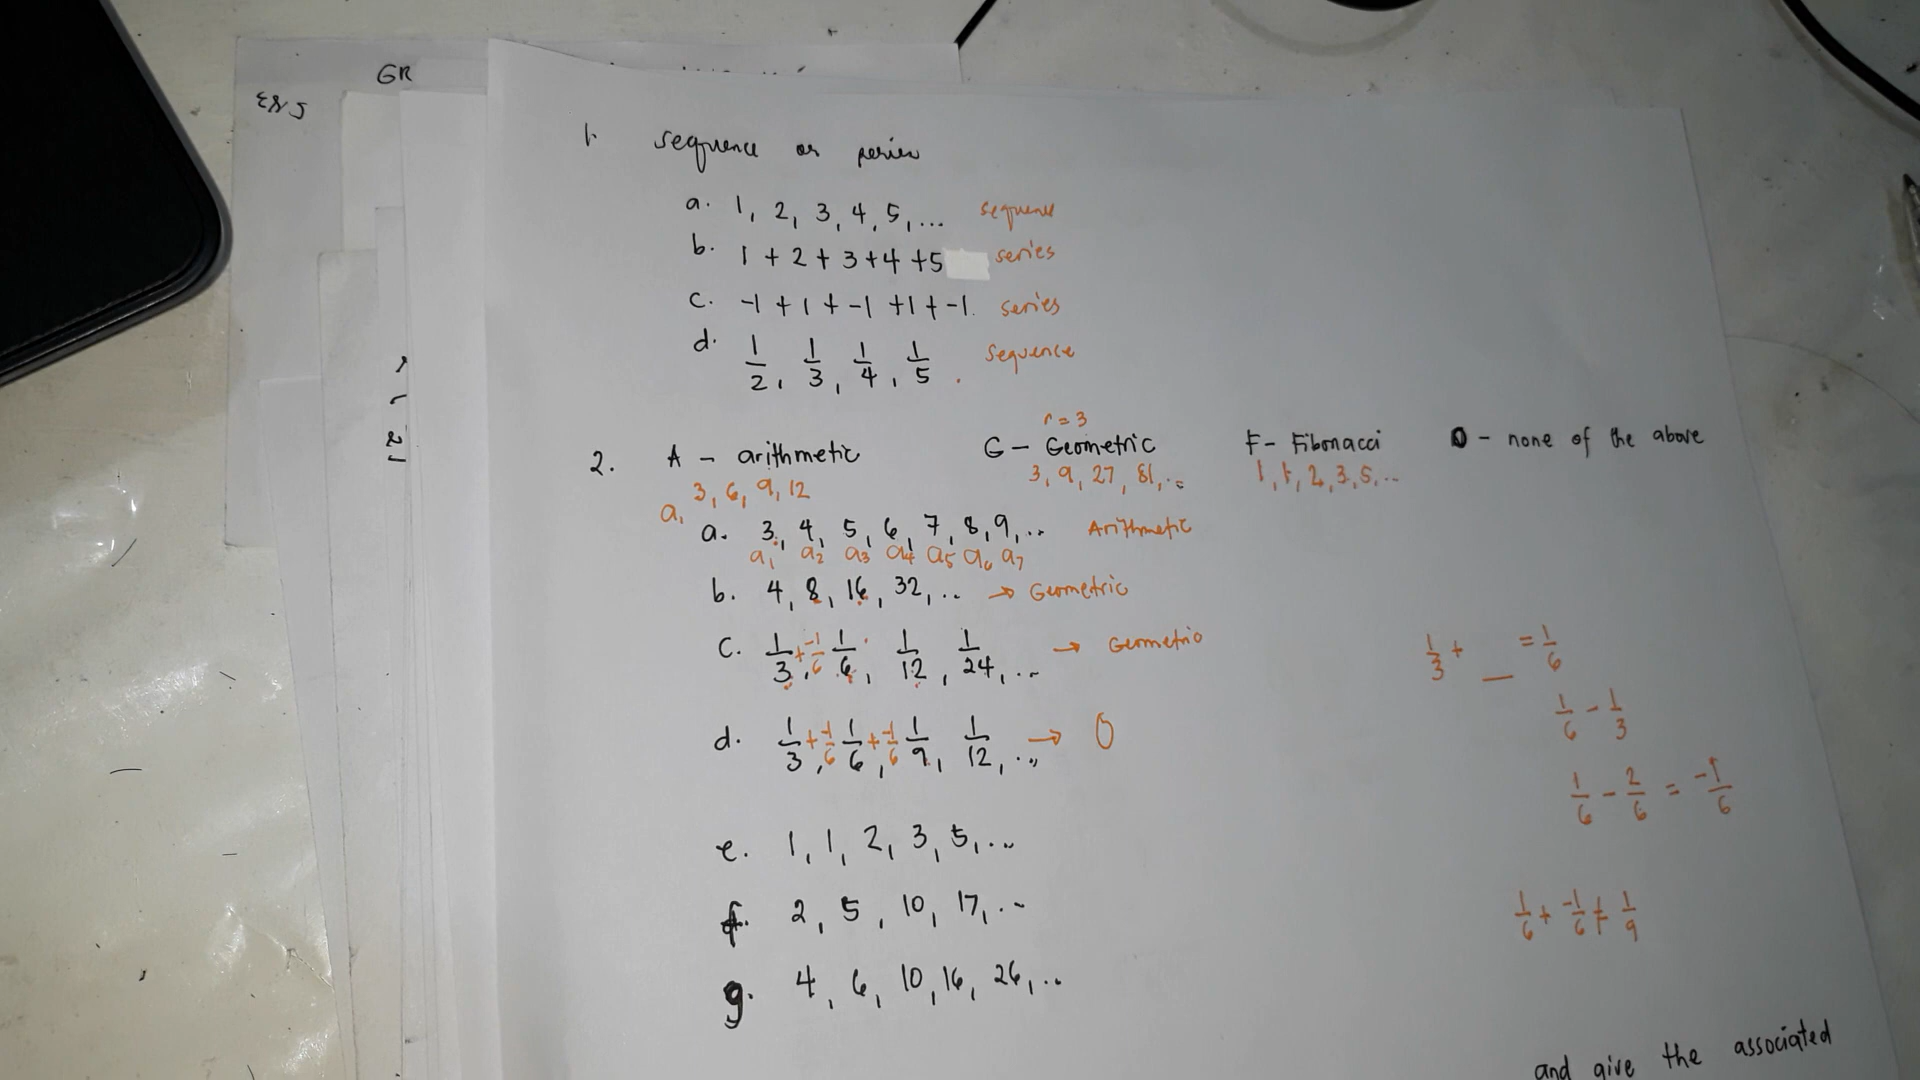 GR
1. sequence or series
a. 1, 2, 3, 4, 5, ... sequence
b. 1 + 2 + 3 + 4 + 5 series
c. -1 + 1 + -1 + 1 + -1. series
d. 1/2, 1/3, 1/4, 1/5 sequence
r = 3
2. A - arithmetic G - Geometric F - Fibonacci O - none of the above
3, 6, 9, 12 3, 9, 27, 81, .. 1, 1, 2, 3, 5, ...
a,
a. 3, 4, 5, 6, 7, 8, 9, ... Arithmetic
a1 a2 a3 a4 a5 a6 a7
b. 4, 8, 16, 32, ... → Geometric
c. 1/3, + -1/6 1/6, 1/12, 1/24, ... → Geometric
1/3 + __ = 1/6
1/6 - 1/3
d. 1/3, + -1/6 1/6, + -1/6 1/9, 1/12, ... → O
1/6 - 2/6 = -1/6
e. 1, 1, 2, 3, 5, ...
f. 2, 5, 10, 17, ...
1/6 + -1/6 ≠ 1/9
g. 4, 6, 10, 16, 26, ...
and give the associated